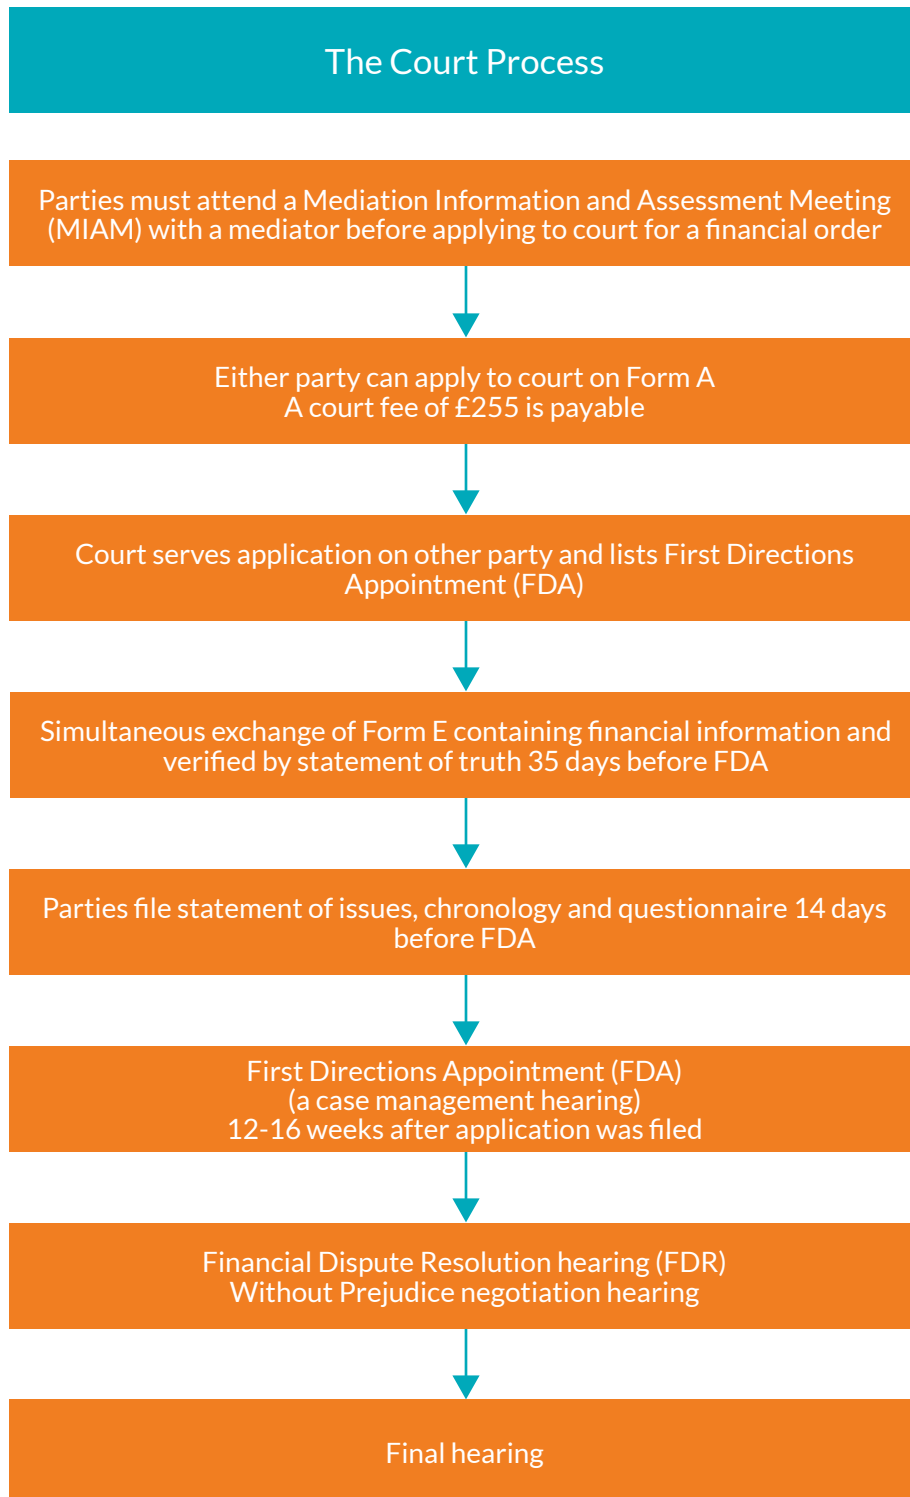 The Court Process
Parties must attend a Mediation Information and Assessment Meeting
(MIAM) with a mediator before applying to court for a financial order
Either party can apply to court on Form A
A court fee of £255 is payable
Court serves application on other party and lists First Directions
Appointment (FDA)
Simultaneous exchange of Form E containing financial information and
verified by statement of truth 35 days before FDA
Parties file statement of issues, chronology and questionnaire 14 days
before FDA
First Directions Appointment (FDA)
(a case management hearing)
12-16 weeks after application was filed
Financial Dispute Resolution hearing (FDR)
Without Prejudice negotiation hearing
Final hearing